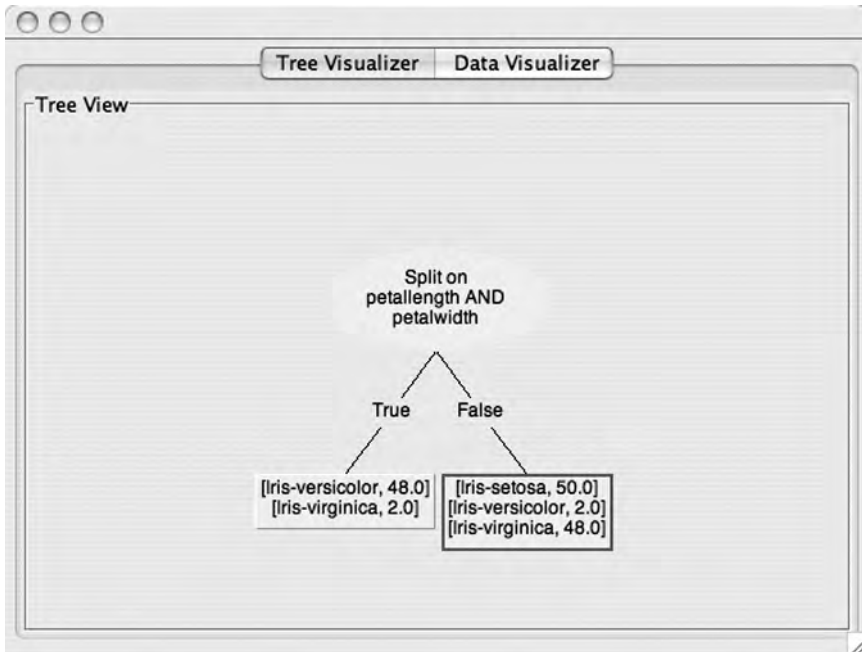 Tree Visualizer Data Visualizer
Tree View
Split on
petallength AND
petalwidth
True False
[Iris-versicolor, 48.0]
[Iris-virginica, 2.0]
[Iris-setosa, 50.0]
[Iris-versicolor, 2.0]
[Iris-virginica, 48.0]